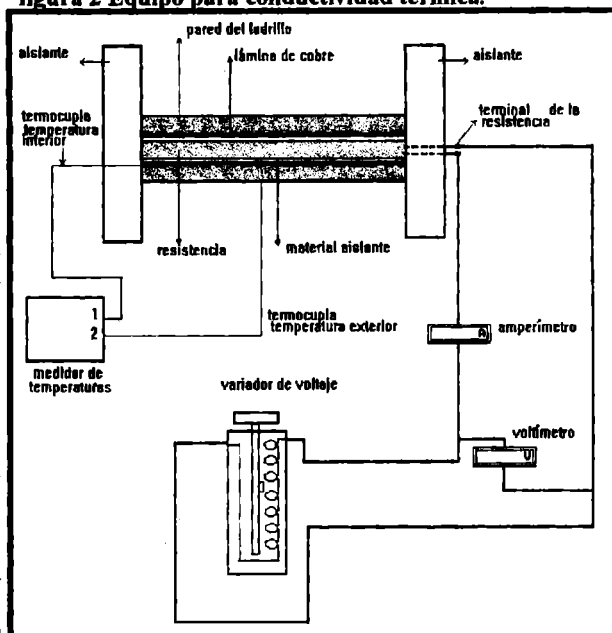 figura 2 Equipo para conductividad térmica.
pared del ladrillo
aislante
lámina de cobre
aislante
termocupla
temperatura
interior
terminal de la
resistencia
resistencia
material aislante
termocupla
temperatura exterior
1
2
A
amperímetro
medidor de
temperaturas
variador de voltaje
voltímetro
V